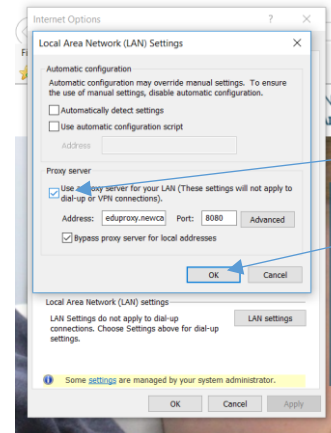 Internet Options
Local Area Network (LAN) Settings
Automatic configuration
Automatic configuration may override manual settings. To ensure
the use of manual settings, disable automatic configuration.
Automatically detect settings
Use automatic configuration script
Address
Proxy server
Use a proxy server for your LAN (These settings will not apply to
dial-up or VPN connections).
Address: eduproxy.newca Port: 8080 Advanced
Bypass proxy server for local addresses
OK Cancel
Local Area Network (LAN) settings
LAN Settings do not apply to dial-up
connections. Choose Settings above for dial-up
settings.
LAN settings
Some settings are managed by your system administrator.
OK Cancel Apply